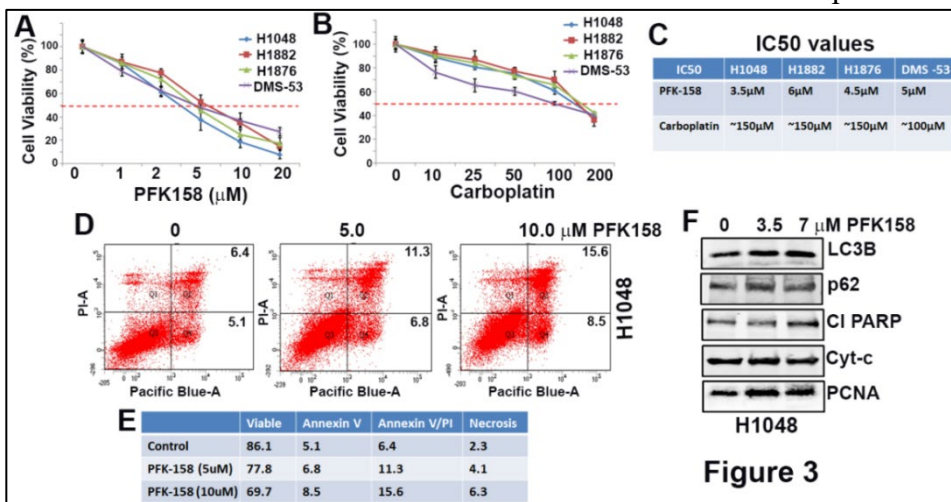 A
Cell Viability (%)
120
100
80
60
40
20
0
H1048
H1882
H1876
DMS-53
0 1 2 5 10 20
PFK158 (µM)
B
Cell Viability (%)
120
100
80
60
40
20
0
H1048
H1882
H1876
DMS-53
0 10 25 50 100 200
Carboplatin
C
IC50 values
IC50 H1048 H1882 H1876 DMS -53
PFK-158 3.5µM 6µM 4.5µM 5µM
Carboplatin ~150µM ~150µM ~150µM ~100µM
D
0 5.0 10.0 µM PFK158
6.4
5.1
PI-A
Pacific Blue-A
11.3
6.8
PI-A
Pacific Blue-A
15.6
8.5
PI-A
Pacific Blue-A
H1048
E
Viable Annexin V Annexin V/PI Necrosis
Control 86.1 5.1 6.4 2.3
PFK-158 (5uM) 77.8 6.8 11.3 4.1
PFK-158 (10uM) 69.7 8.5 15.6 6.3
F
0 3.5 7 µM PFK158
LC3B
p62
Cl PARP
Cyt-c
PCNA
H1048
Figure 3